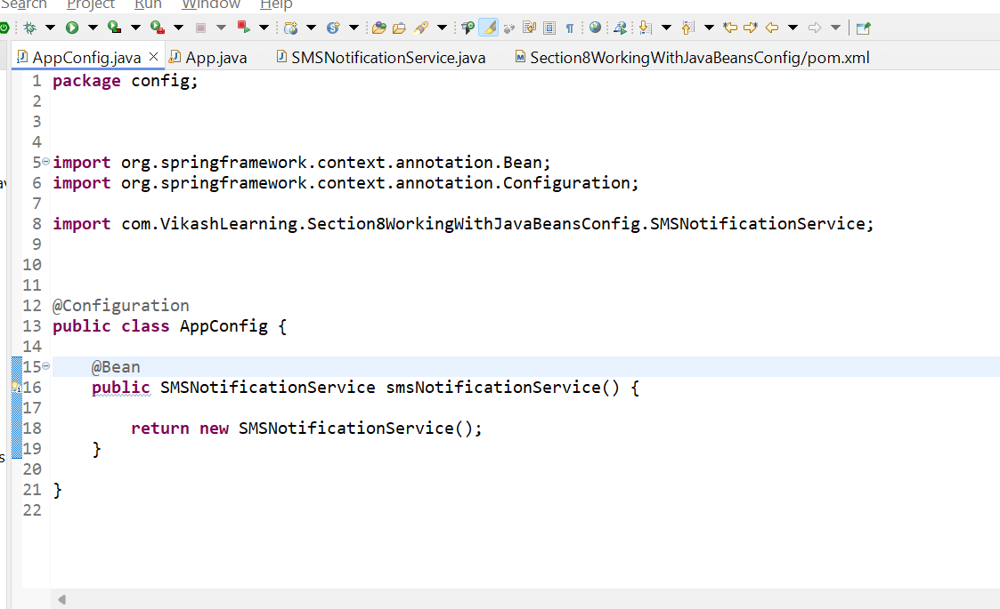 Search Project Run Window Help
AppConfig.java App.java SMSNotificationService.java Section8WorkingWithJavaBeansConfig/pom.xml
1 package config;
2
3
4
5 import org.springframework.context.annotation.Bean;
6 import org.springframework.context.annotation.Configuration;
7
8 import com.VikashLearning.Section8WorkingWithJavaBeansConfig.SMSNotificationService;
9
10
11
12 @Configuration
13 public class AppConfig {
14
15 @Bean
16 public SMSNotificationService smsNotificationService() {
17
18 return new SMSNotificationService();
19 }
20
21 }
22